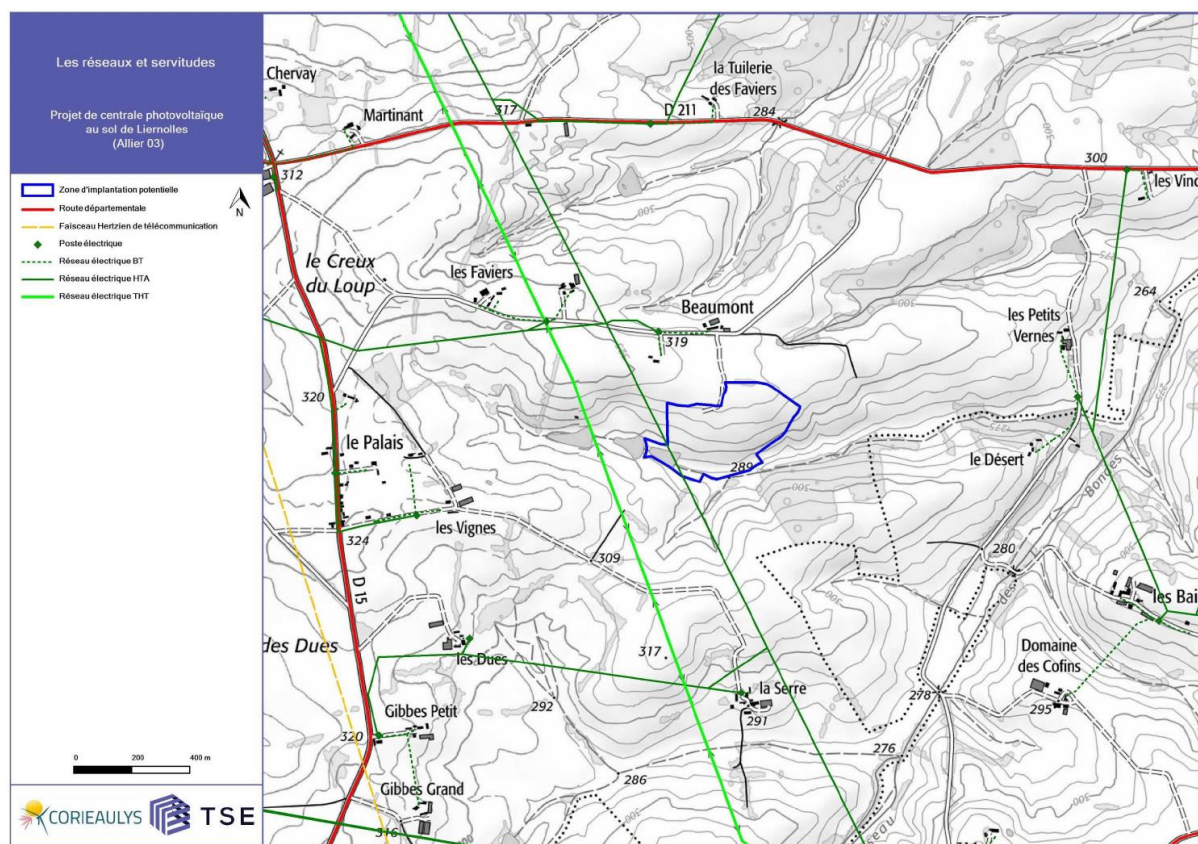 Les réseaux et servitudes
Projet de centrale photovoltaïque
au sol de Liernolles
(Allier 03)
Zone d'implantation potentielle
Route départementale
Faisceau Hertzien de télécommunication
Poste électrique
Réseau électrique BT
Réseau électrique HTA
Réseau électrique THT
N
0 200 400 m
CORIEAULYS TSE
Chervay
Martinant
317
la Tuilerie
des Faviers
D 211
284
300
312
les Vinc
le Creux
du Loup
les Faviers
Beaumont
319
264
les Petits
Vernes
320
le Palais
289
275
le Désert
les Vignes
324
309
280
Bondes
des
D 15
les Bai
des Dues
les Dues
317
la Serre
291
Domaine
des Cofins
278
295
292
Gibbes Petit
320
276
286
Gibbes Grand
316
300
seau